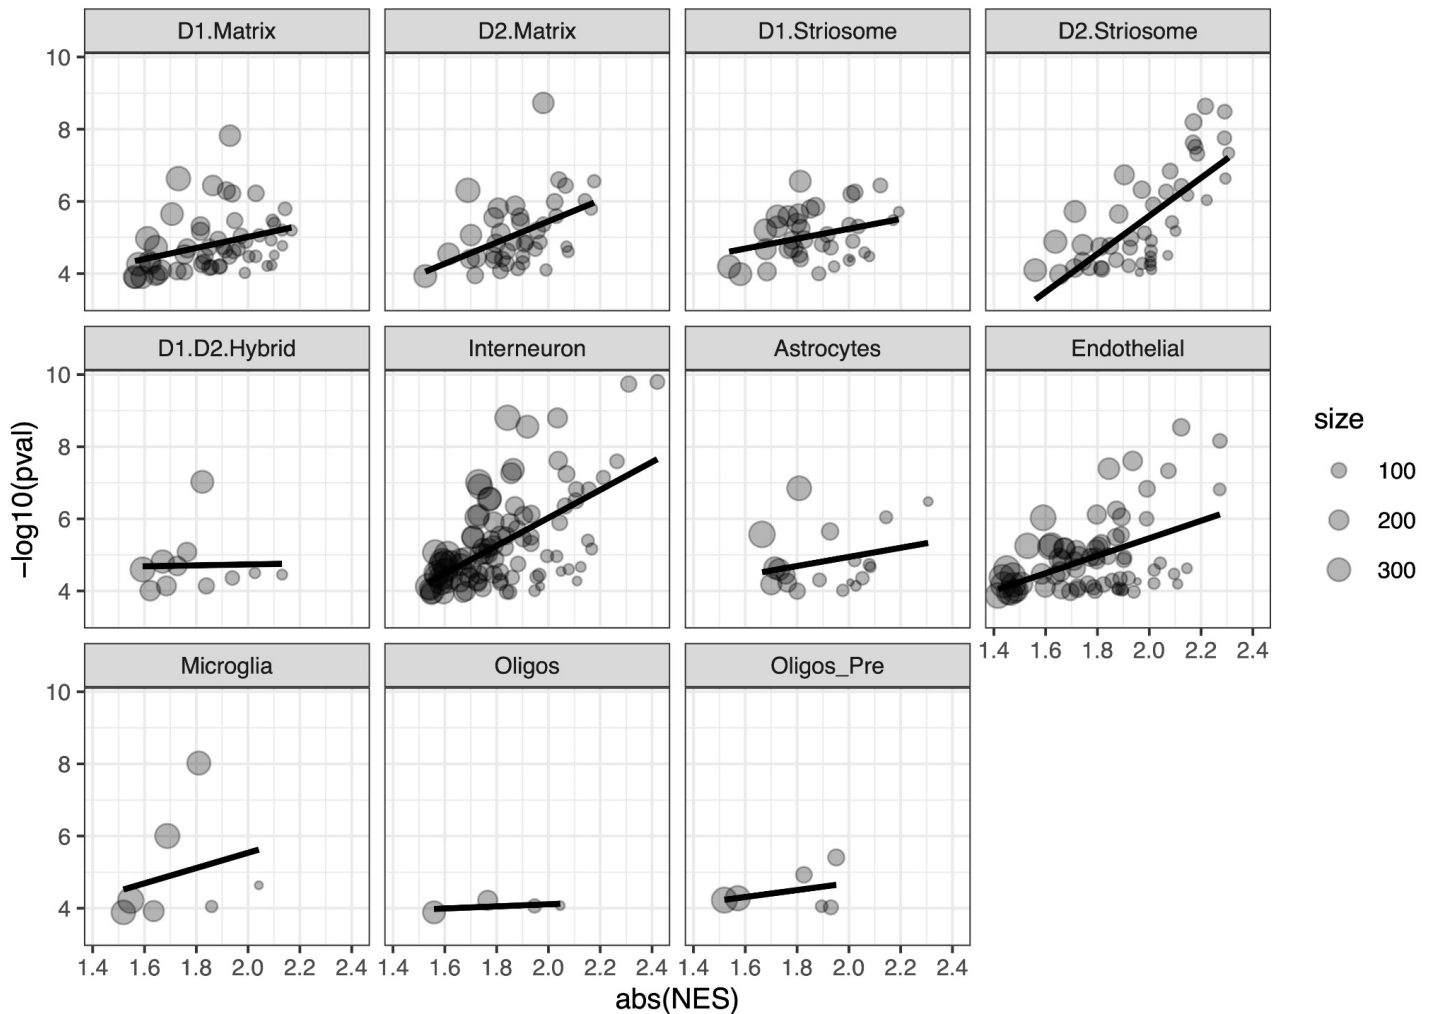 D1.Matrix D2.Matrix D1.Striosome D2.Striosome
10
8
6
4
D1.D2.Hybrid Interneuron Astrocytes Endothelial
10
8
6
4
1.4 1.6 1.8 2.0 2.2 2.4
Microglia Oligos Oligos_Pre
10
8
6
4
1.4 1.6 1.8 2.0 2.2 2.4 1.4 1.6 1.8 2.0 2.2 2.4 1.4 1.6 1.8 2.0 2.2 2.4
abs(NES)
−log10(pval)
size
100
200
300